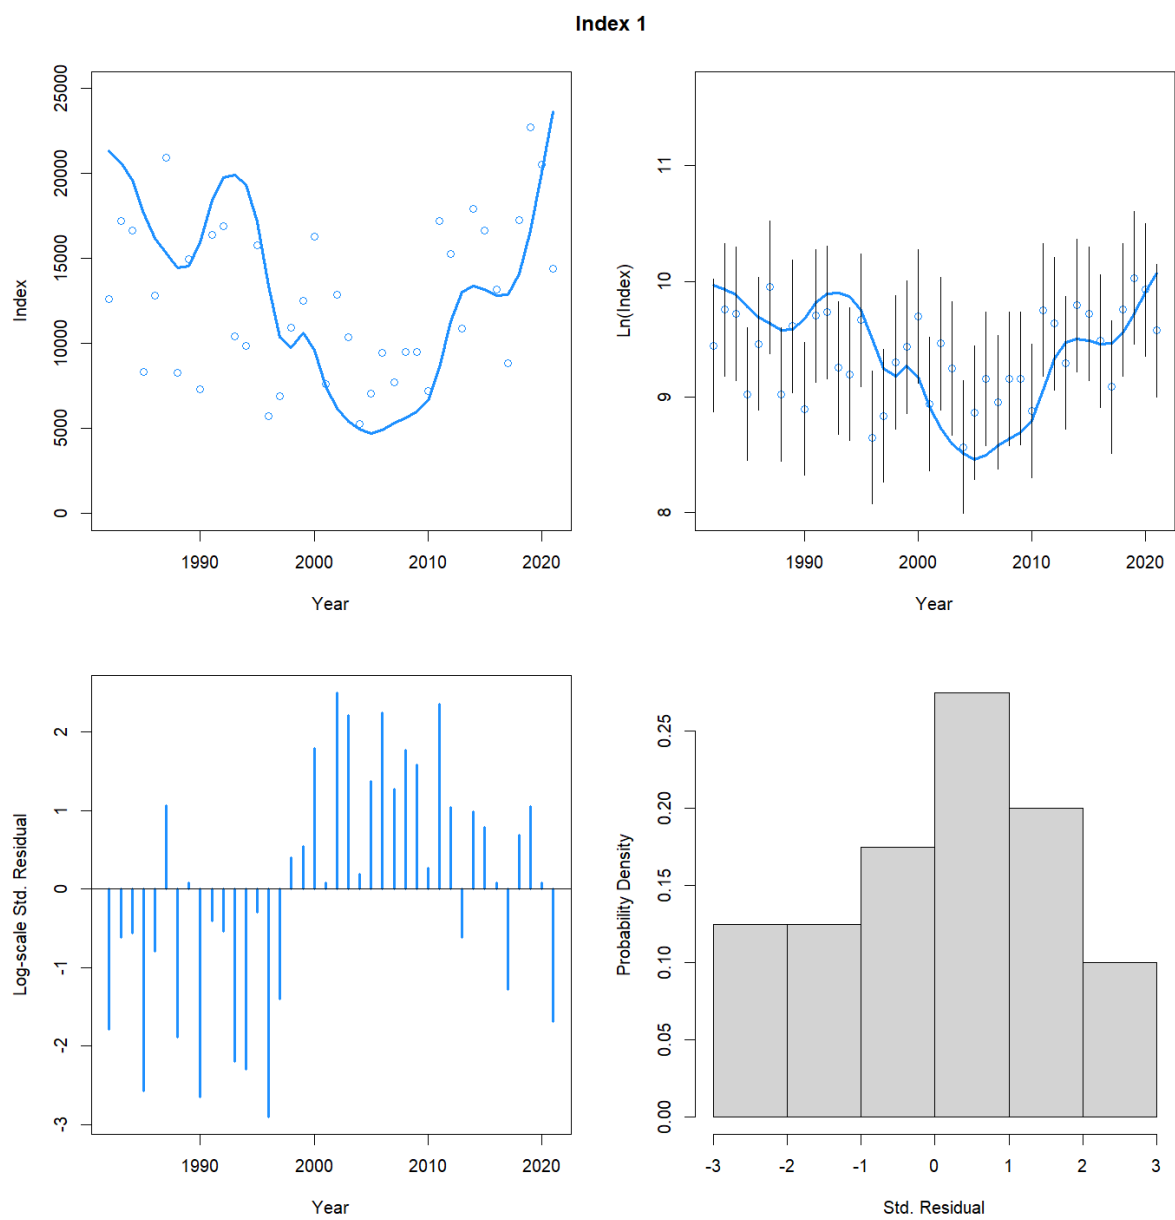 Index 1
Index
25000
20000
15000
10000
5000
0
1990 2000 2010 2020
Year
Ln(Index)
11
10
9
8
1990 2000 2010 2020
Year
Log-scale Std. Residual
2
1
0
-1
-2
-3
1990 2000 2010 2020
Year
Probability Density
0.25
0.20
0.15
0.10
0.05
0.00
-3 -2 -1 0 1 2 3
Std. Residual